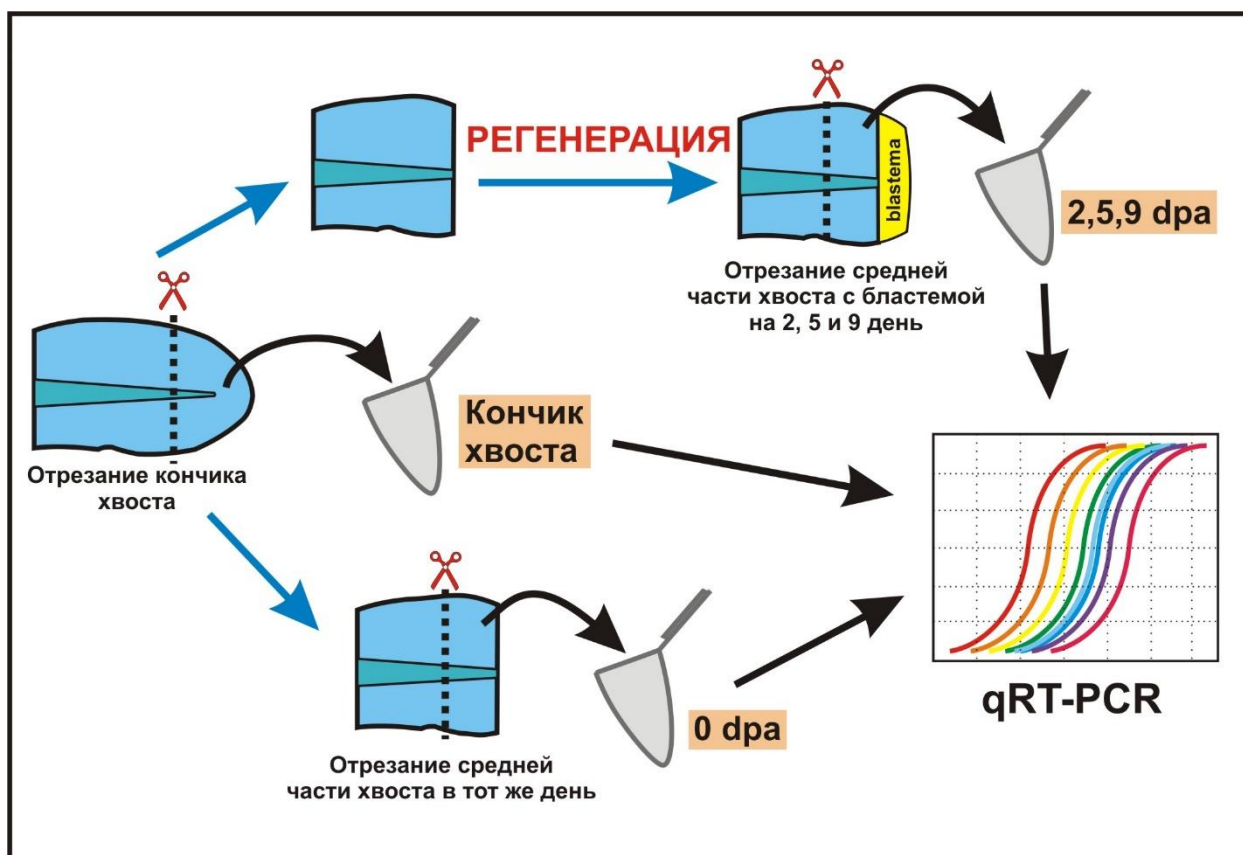 РЕГЕНЕРАЦИЯ
blastema
2,5,9 dpa
Отрезание средней
части хвоста с бластемой
на 2, 5 и 9 день
Отрезание кончика
хвоста
Кончик
хвоста
0 dpa
Отрезание средней
части хвоста в тот же день
qRT-PCR